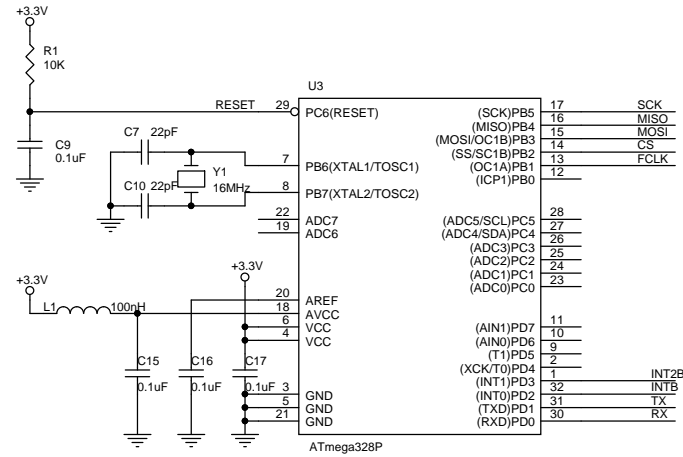 +3.3V
R1
10K
U3
RESET 29 PC6(RESET) (SCK)PB5 17 SCK
(MISO)PB4 16 MISO
C9 0.1uF C7 22pF (MOSI/OC1B)PB3 15 MOSI
(SS/SC1B)PB2 14 CS
7 PB6(XTAL1/TOSC1) (OC1A)PB1 13 FCLK
Y1 (ICP1)PB0 12
C10 22pF 16MHz 8 PB7(XTAL2/TOSC2)
22 ADC7 (ADC5/SCL)PC5 28
19 ADC6 (ADC4/SDA)PC4 27
(ADC3)PC3 26
(ADC2)PC2 25
+3.3V +3.3V (ADC1)PC1 24
(ADC0)PC0 23
20 AREF
L1 100nH 18 AVCC
6 VCC (AIN1)PD7 11
4 VCC (AIN0)PD6 10
(T1)PD5 9
C15 C16 C17 (XCK/T0)PD4 2
(INT1)PD3 1 INT2B
0.1uF 0.1uF 0.1uF 3 GND (INT0)PD2 32 INTB
5 GND (TXD)PD1 31 TX
21 GND (RXD)PD0 30 RX
ATmega328P